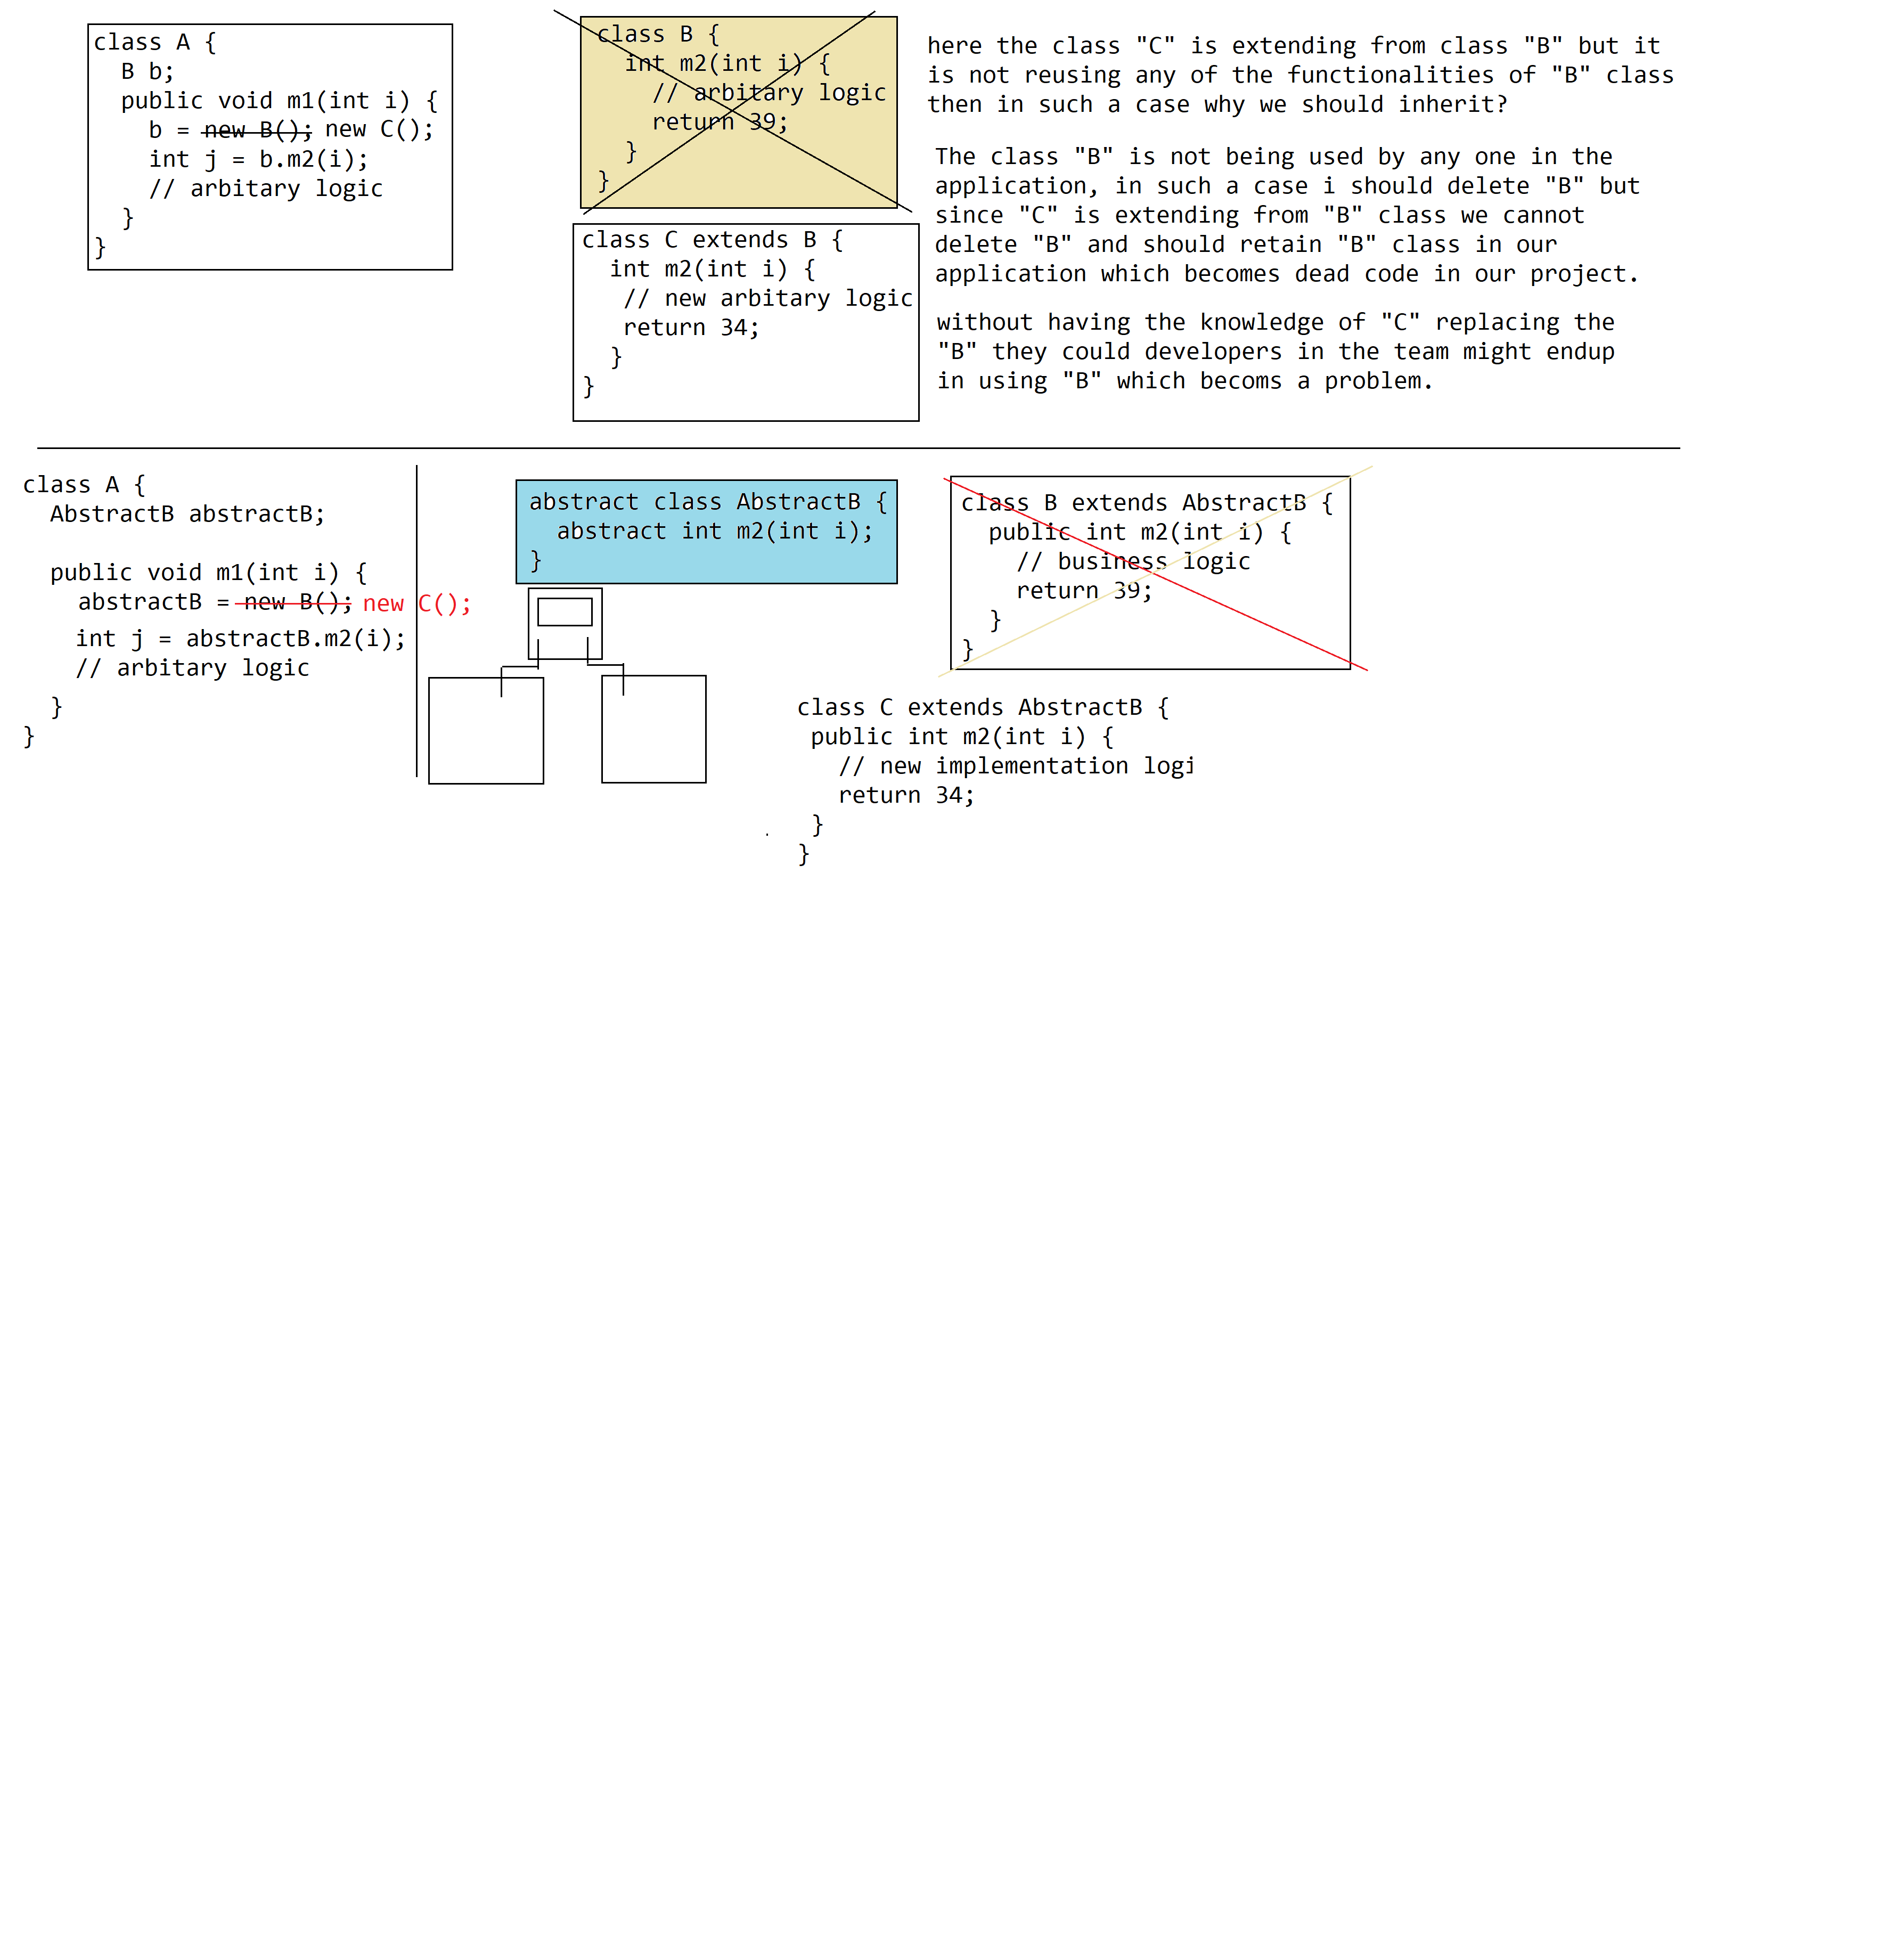 class A {
B b;
public void m1(int i) {
b = new B(); new C();
int j = b.m2(i);
// arbitary logic
}
}
class B {
int m2(int i) {
// arbitary logic
return 39;
}
}
class C extends B {
int m2(int i) {
// new arbitary logic
return 34;
}
}
here the class "C" is extending from class "B" but it
is not reusing any of the functionalities of "B" class
then in such a case why we should inherit?
The class "B" is not being used by any one in the
application, in such a case i should delete "B" but
since "C" is extending from "B" class we cannot
delete "B" and should retain "B" class in our
application which becomes dead code in our project.
without having the knowledge of "C" replacing the
"B" they could developers in the team might endup
in using "B" which becoms a problem.
class A {
AbstractB abstractB;
public void m1(int i) {
abstractB = new B(); new C();
int j = abstractB.m2(i);
// arbitary logic
}
}
abstract class AbstractB {
abstract int m2(int i);
}
class B extends AbstractB {
public int m2(int i) {
// business logic
return 39;
}
}
class C extends AbstractB {
public int m2(int i) {
// new implementation logi
return 34;
}
}